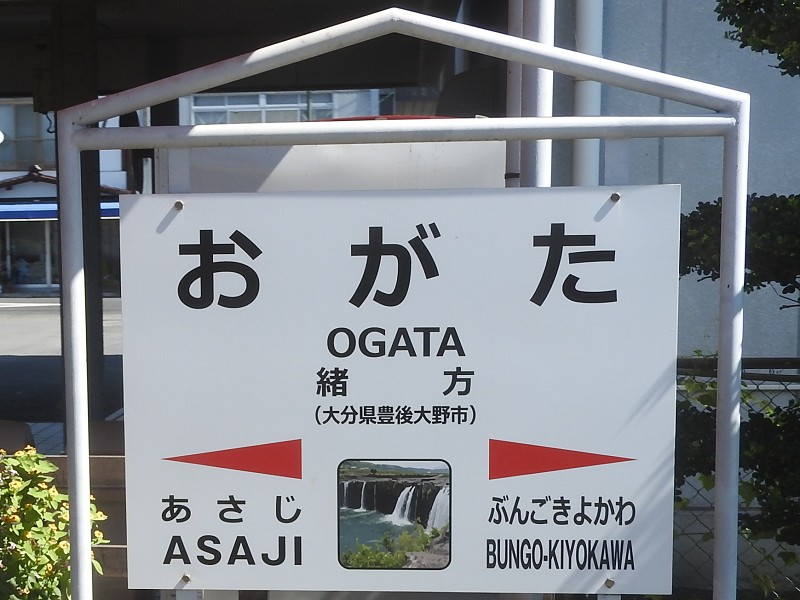 おがた
OGATA
緒方
（大分県豊後大野市）
あさじ ぶんごきよかわ
ASAJI BUNGO-KIYOKAWA